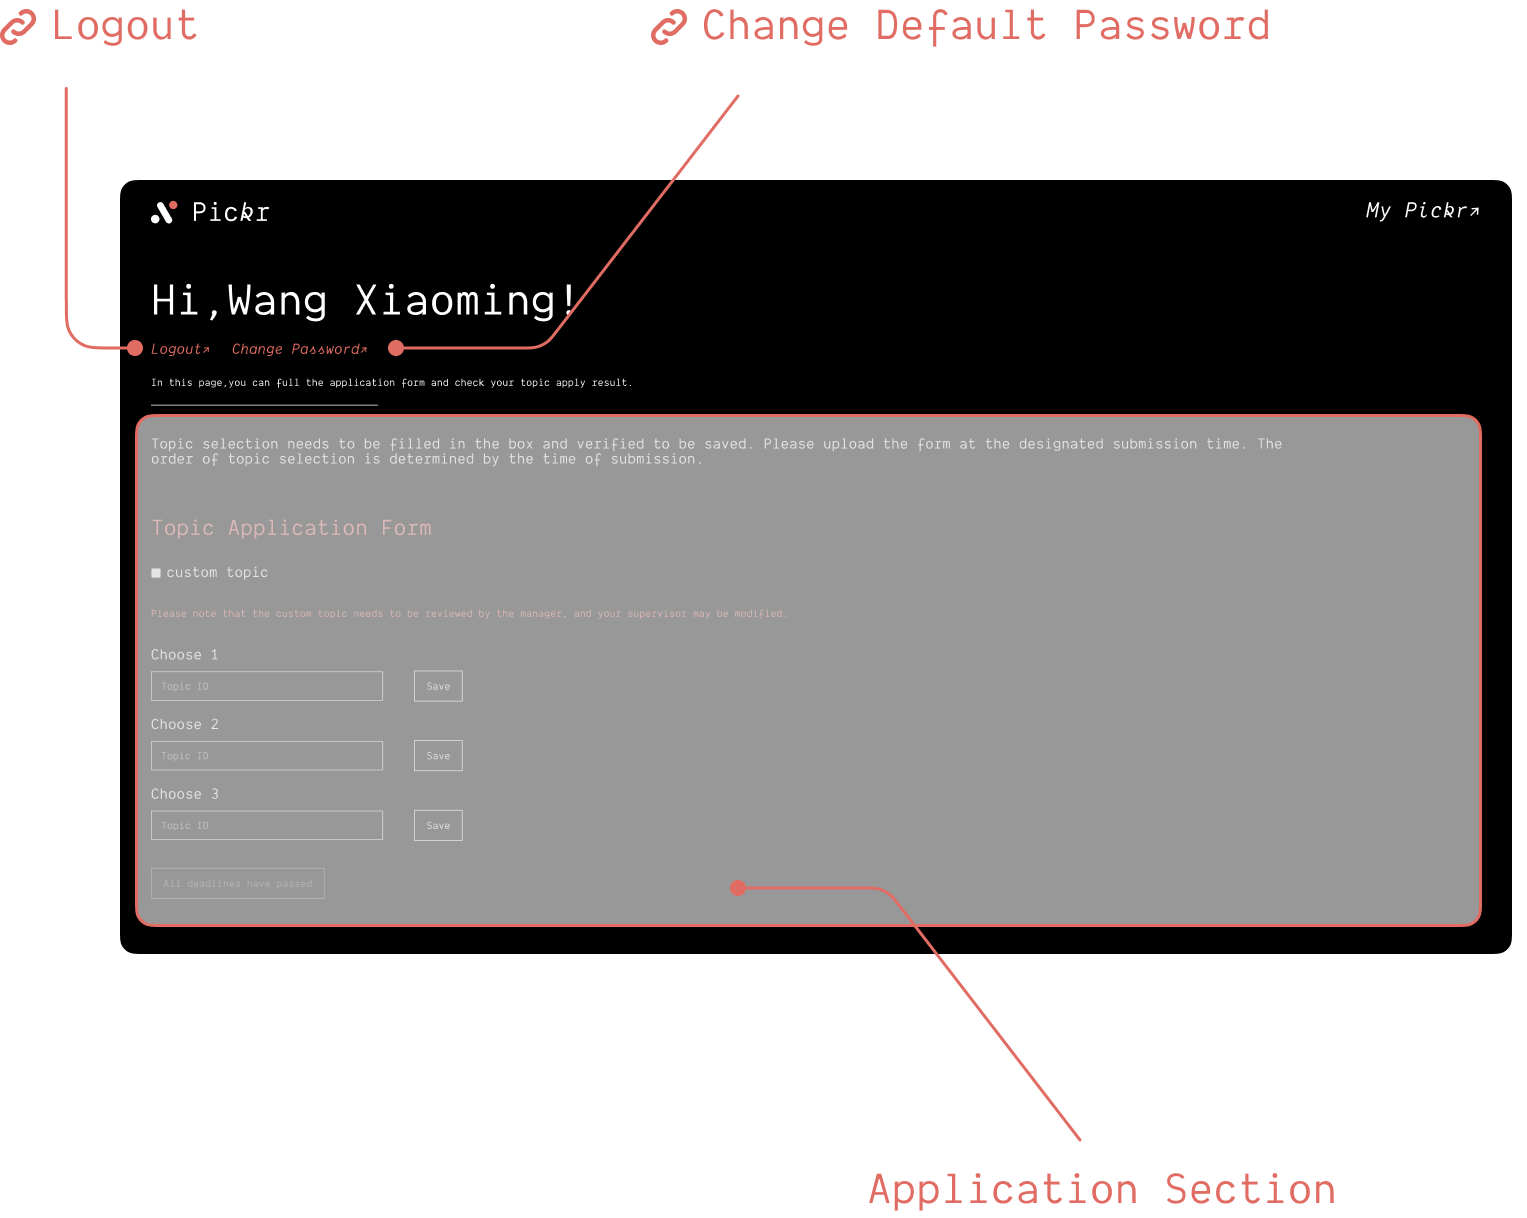 Logout
Change Default Password
Pickr
My Pickr↗
Hi,Wang Xiaoming!
Logout↗ Change Password↗
In this page,you can full the application form and check your topic apply result.
Topic selection needs to be filled in the box and verified to be saved. Please upload the form at the designated submission time. The
order of topic selection is determined by the time of submission.
Topic Application Form
custom topic
Please note that the custom topic needs to be reviewed by the manager, and your supervisor may be modified.
Choose 1
Topic ID Save
Choose 2
Topic ID Save
Choose 3
Topic ID Save
All deadlines have passed
Application Section